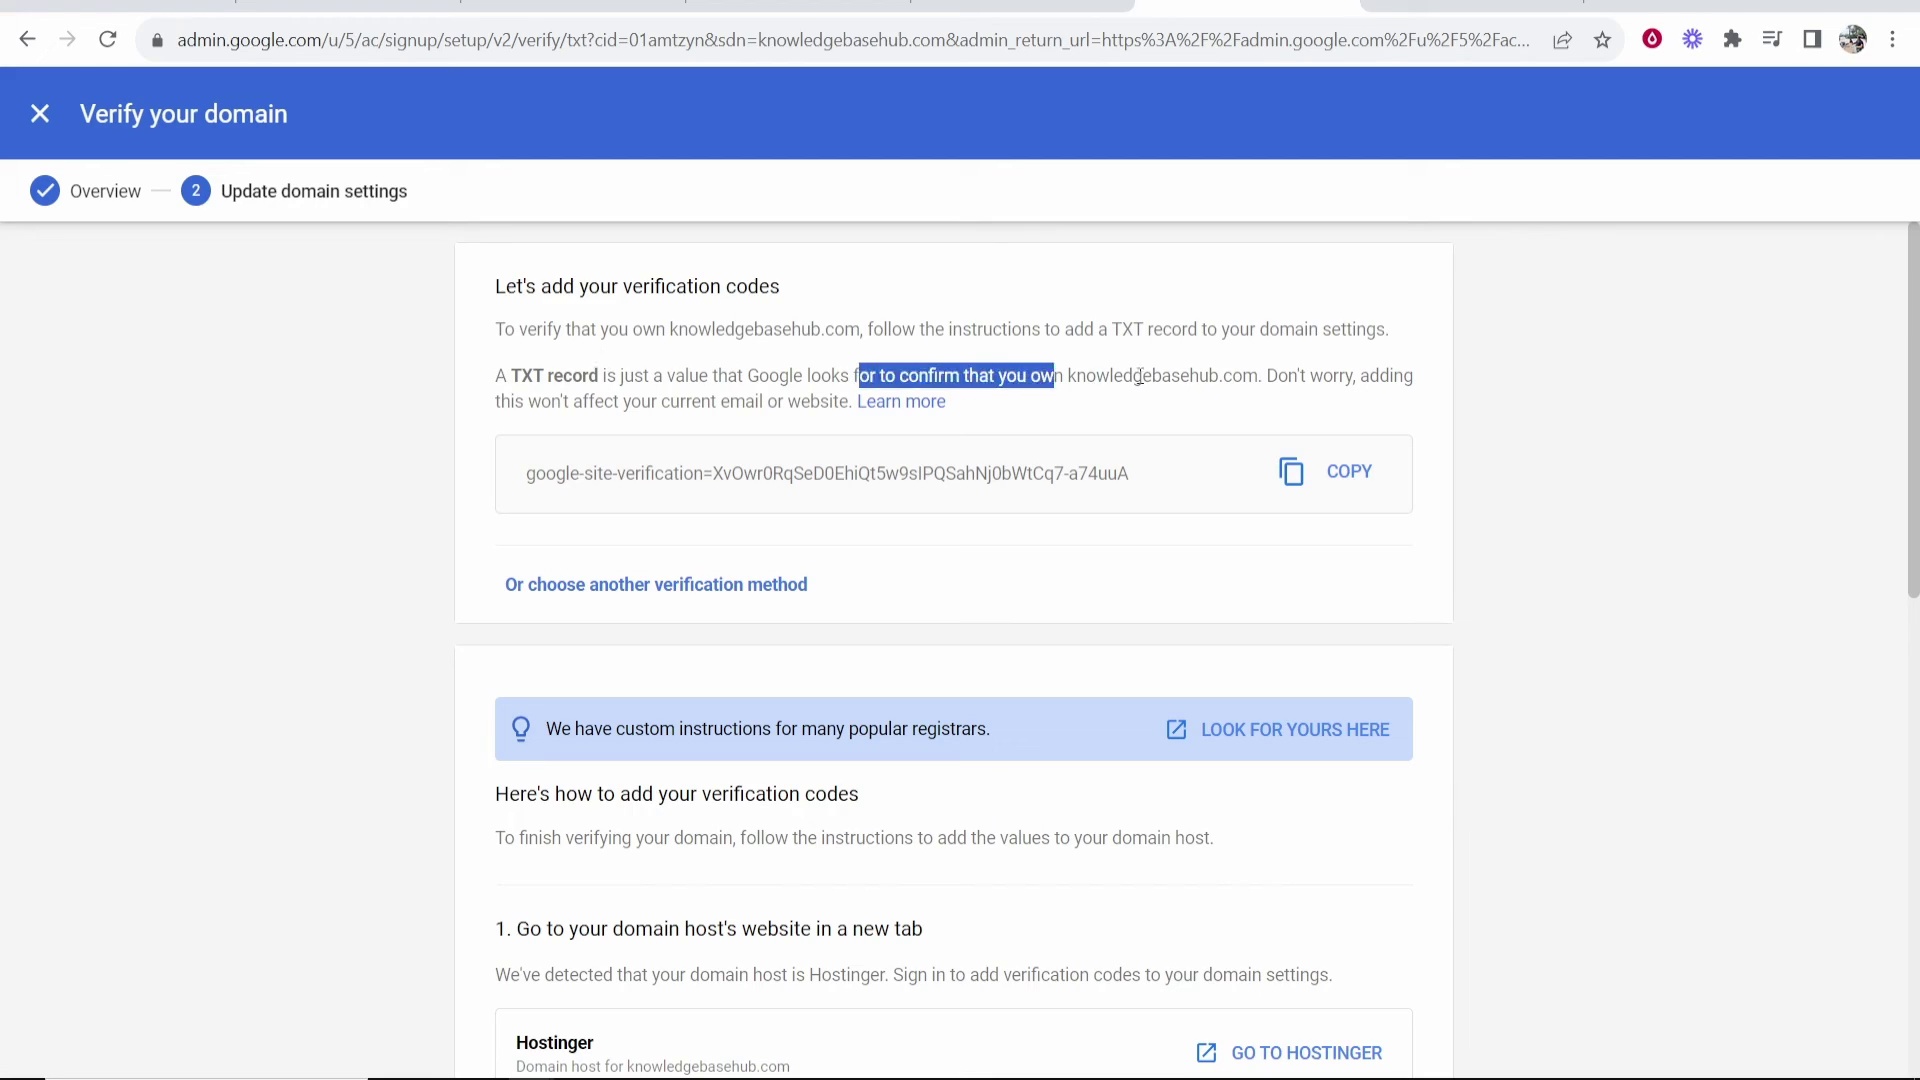 admin.google.com/u/5/ac/signup/setup/v2/verify/txt?cid=01amtzyn&sdn=knowledgebasehub.com&admin_return_url=https%3A%2F%2Fadmin.google.com%2Fu%2F5%2Fac...
Verify your domain
Overview
2 Update domain settings
Let's add your verification codes
To verify that you own knowledgebasehub.com, follow the instructions to add a TXT record to your domain settings.
A TXT record is just a value that Google looks for to confirm that you own knowledgebasehub.com. Don't worry, adding
this won't affect your current email or website. Learn more
google-site-verification=XvOwr0RqSeD0EhiQt5w9sIPQSahNj0bWtCq7-a74uuA
COPY
Or choose another verification method
We have custom instructions for many popular registrars.
LOOK FOR YOURS HERE
Here's how to add your verification codes
To finish verifying your domain, follow the instructions to add the values to your domain host.
1. Go to your domain host's website in a new tab
We've detected that your domain host is Hostinger. Sign in to add verification codes to your domain settings.
Hostinger
Domain host for knowledgebasehub.com
GO TO HOSTINGER